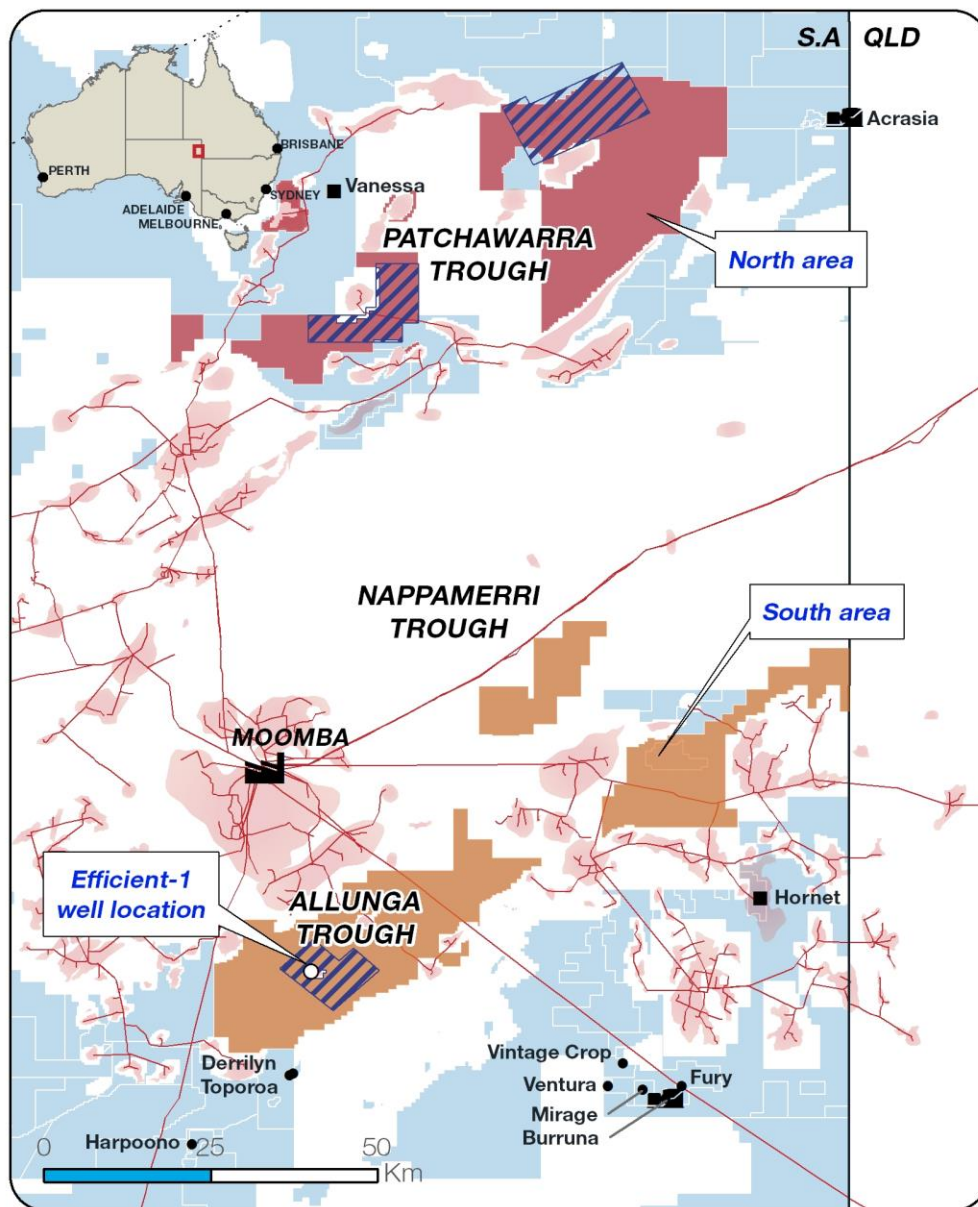 S.A QLD
Acrasia
BRISBANE
PERTH
SYDNEY
Vanessa
ADELAIDE
MELBOURNE
PATCHAWARRA
TROUGH
North area
NAPPAMERRI
TROUGH
South area
MOOMBA
Efficient-1
well location
ALLUNGA
TROUGH
Hornet
Derrilyn
Toporoa
Vintage Crop
Ventura
Fury
Mirage
Burruna
Harpoono
0 25 50
Km